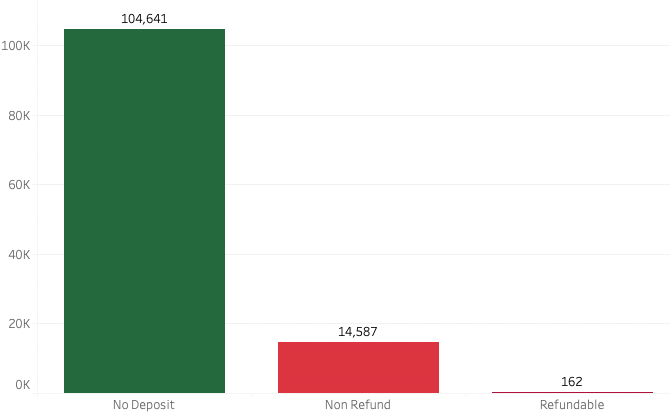 104,641
100K
80K
60K
40K
20K
14,587
162
0K
No Deposit
Non Refund
Refundable